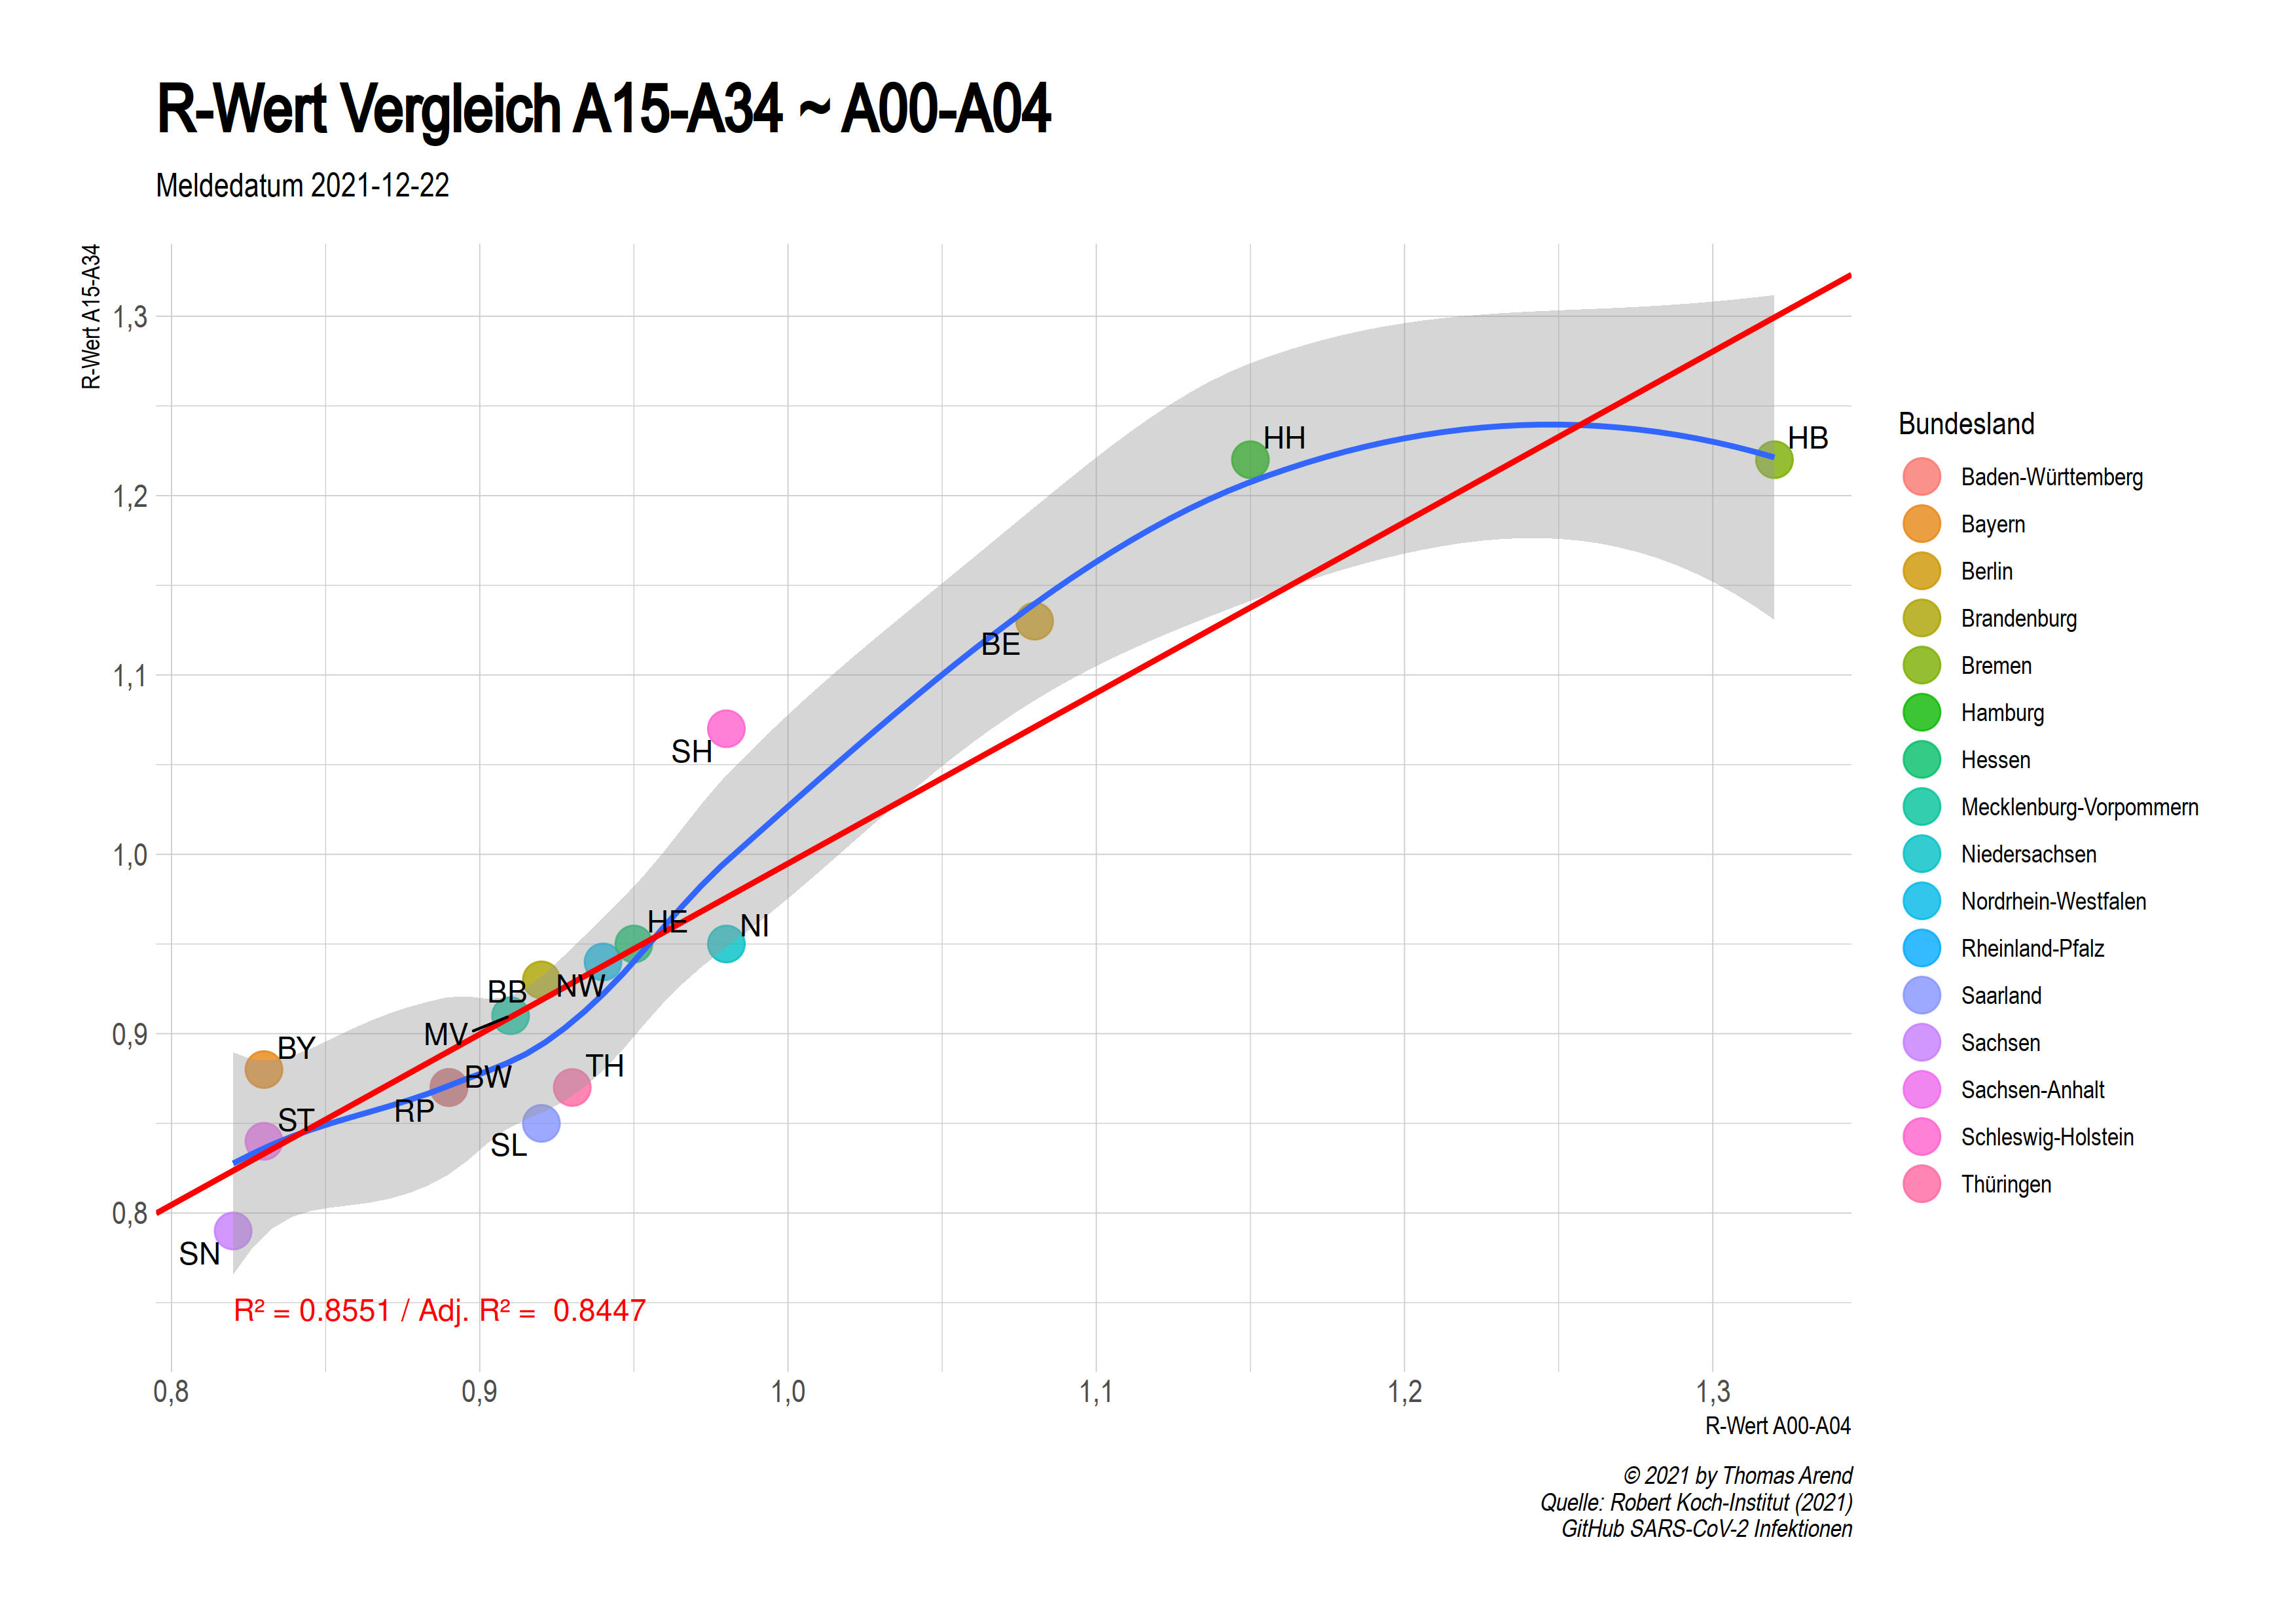 R-Wert Vergleich A15-A34 ~ A00-A04
Meldedatum 2021-12-22
R-Wert A15-A34
1,3
1,2
1,1
1,0
0,9
0,8
HH
HB
BE
SH
HE
NI
BB
NW
MV
BY
TH
BW
RP
ST
SL
SN
R² = 0.8551 / Adj. R² =  0.8447
0,8
0,9
1,0
1,1
1,2
1,3
R-Wert A00-A04
Bundesland
Baden-Württemberg
Bayern
Berlin
Brandenburg
Bremen
Hamburg
Hessen
Mecklenburg-Vorpommern
Niedersachsen
Nordrhein-Westfalen
Rheinland-Pfalz
Saarland
Sachsen
Sachsen-Anhalt
Schleswig-Holstein
Thüringen
© 2021 by Thomas Arend
Quelle: Robert Koch-Institut (2021)
GitHub SARS-CoV-2 Infektionen